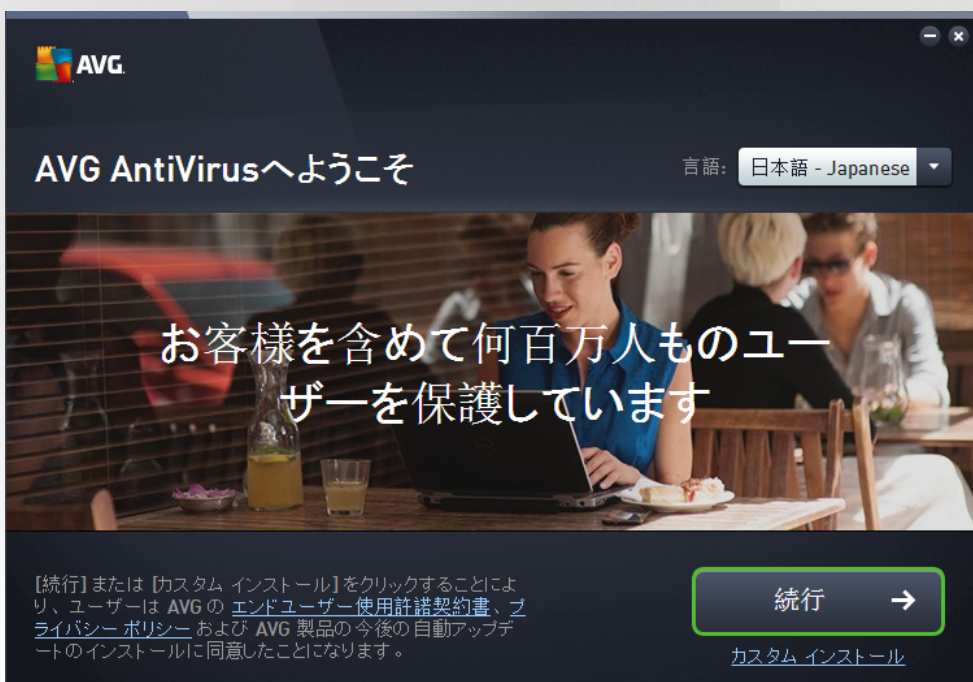 AVG.
AVG AntiVirusへようこそ
言語:
日本語 - Japanese
お客様を含めて何百万人ものユー
ザーを保護しています
[続行] または [カスタム インストール] をクリックすることによ
り、ユーザーは AVG の エンドユーザー使用許諾契約書、プ
ライバシー ポリシー および AVG 製品の今後の自動アップデ
ートのインストールに同意したことになります。
続行
カスタム インストール